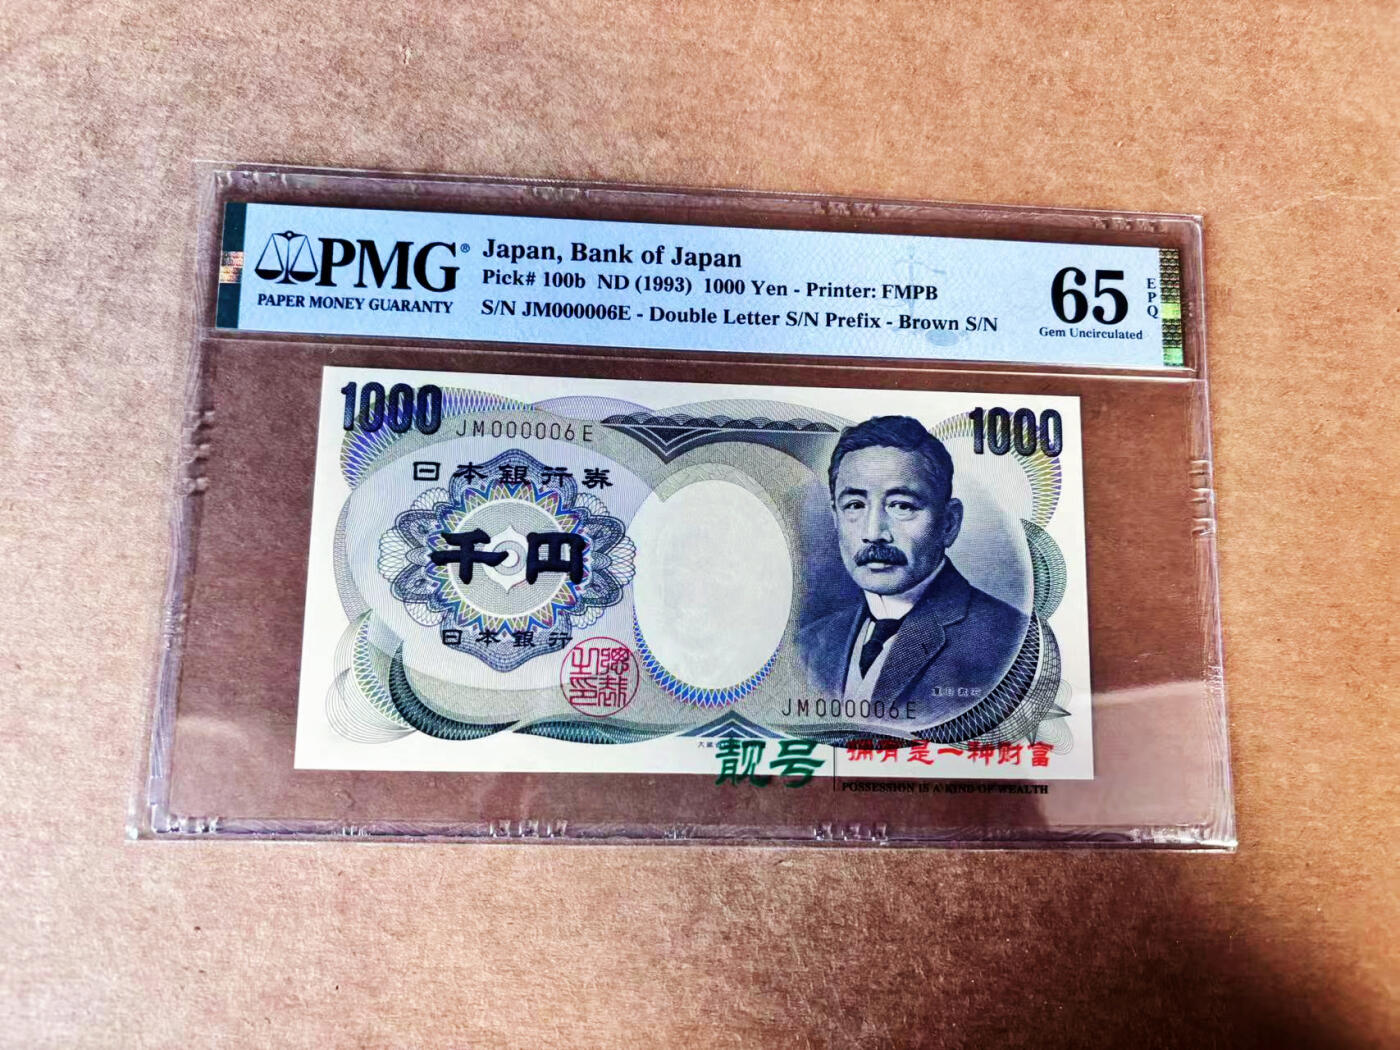 PMG®
PAPER MONEY GUARANTY
Japan, Bank of Japan
Pick# 100b ND (1993) 1000 Yen - Printer: FMPB
S/N JM000006E - Double Letter S/N Prefix - Brown S/N
65
EPQ
Gem Uncirculated
1000
1000
JM000006E
日本銀行券
千円
日本銀行
JM000006E
靓号
拥有是一种财富
POSSESSION IS A KIND OF WEALTH